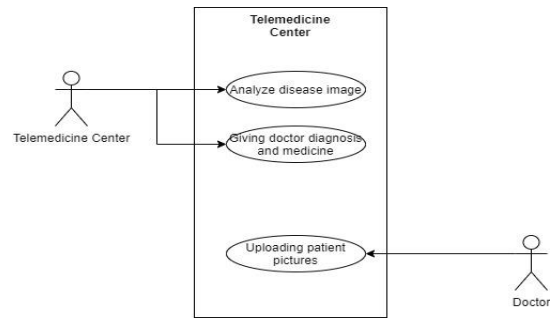 Telemedicine
Center
Analyze disease image
Telemedicine Center
Giving doctor diagnosis
and medicine
Uploading patient
pictures
Doctor